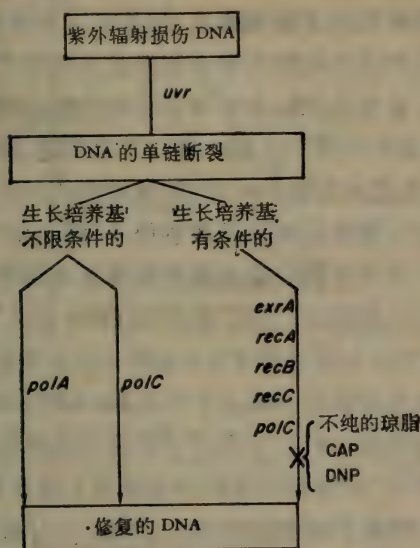 紫外辐射损伤 DNA
uvr
DNA 的单链断裂
生长培养基
不限条件的
生长培养基
有条件的
exrA
recA
recB
recC
polC
polA
polC
不纯的琼脂
CAP
DNP
修复的 DNA